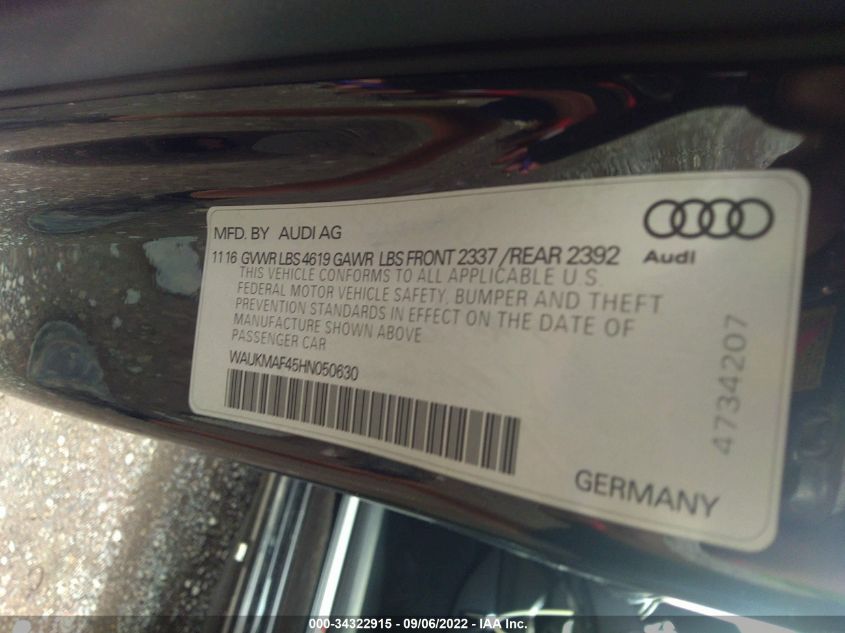 MFD. BY AUDI AG
11 16 GVWR LBS 4619 GAWR LBS FRONT 2337 /REAR 2392
THIS VEHICLE CONFORMS TO ALL APPLICABLE U.S.
FEDERAL MOTOR VEHICLE SAFETY, BUMPER AND THEFT
PREVENTION STANDARDS IN EFFECT ON THE DATE OF
MANUFACTURE SHOWN ABOVE
PASSENGER CAR
WAUKMAF45HN050630
Audi
4734207
GERMANY
000-34322915 - 09/06/2022 - IAA Inc.